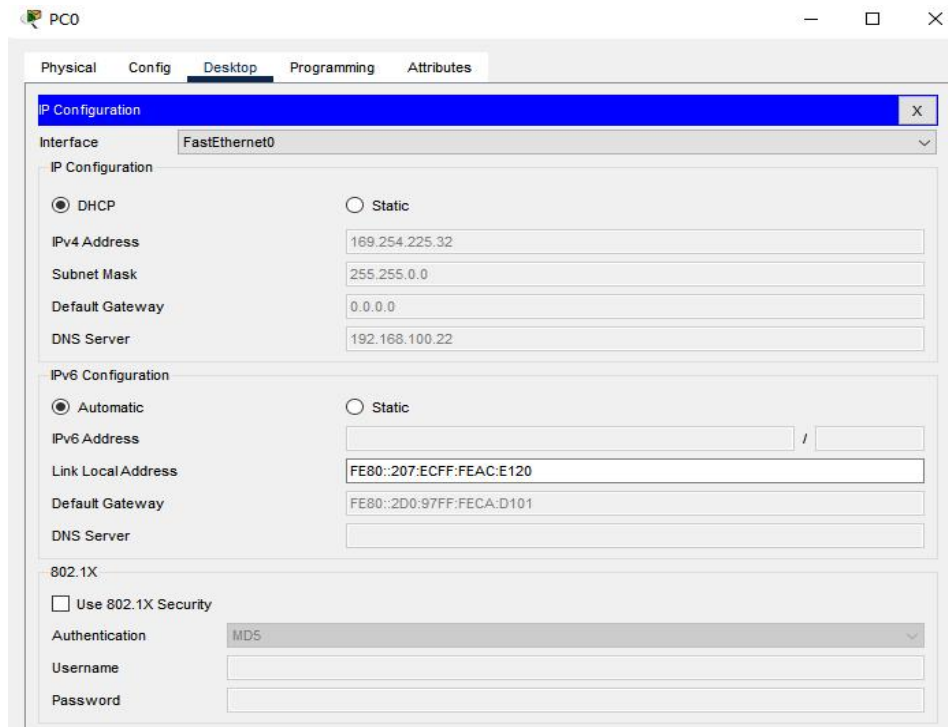 PC0
Physical Config Desktop Programming Attributes
IP Configuration X
Interface FastEthernet0
IP Configuration
DHCP Static
IPv4 Address 169.254.225.32
Subnet Mask 255.255.0.0
Default Gateway 0.0.0.0
DNS Server 192.168.100.22
IPv6 Configuration
Automatic Static
IPv6 Address /
Link Local Address FE80::207:ECFF:FEAC:E120
Default Gateway FE80::2D0:97FF:FECA:D101
DNS Server
802.1X
Use 802.1X Security
Authentication MD5
Username
Password